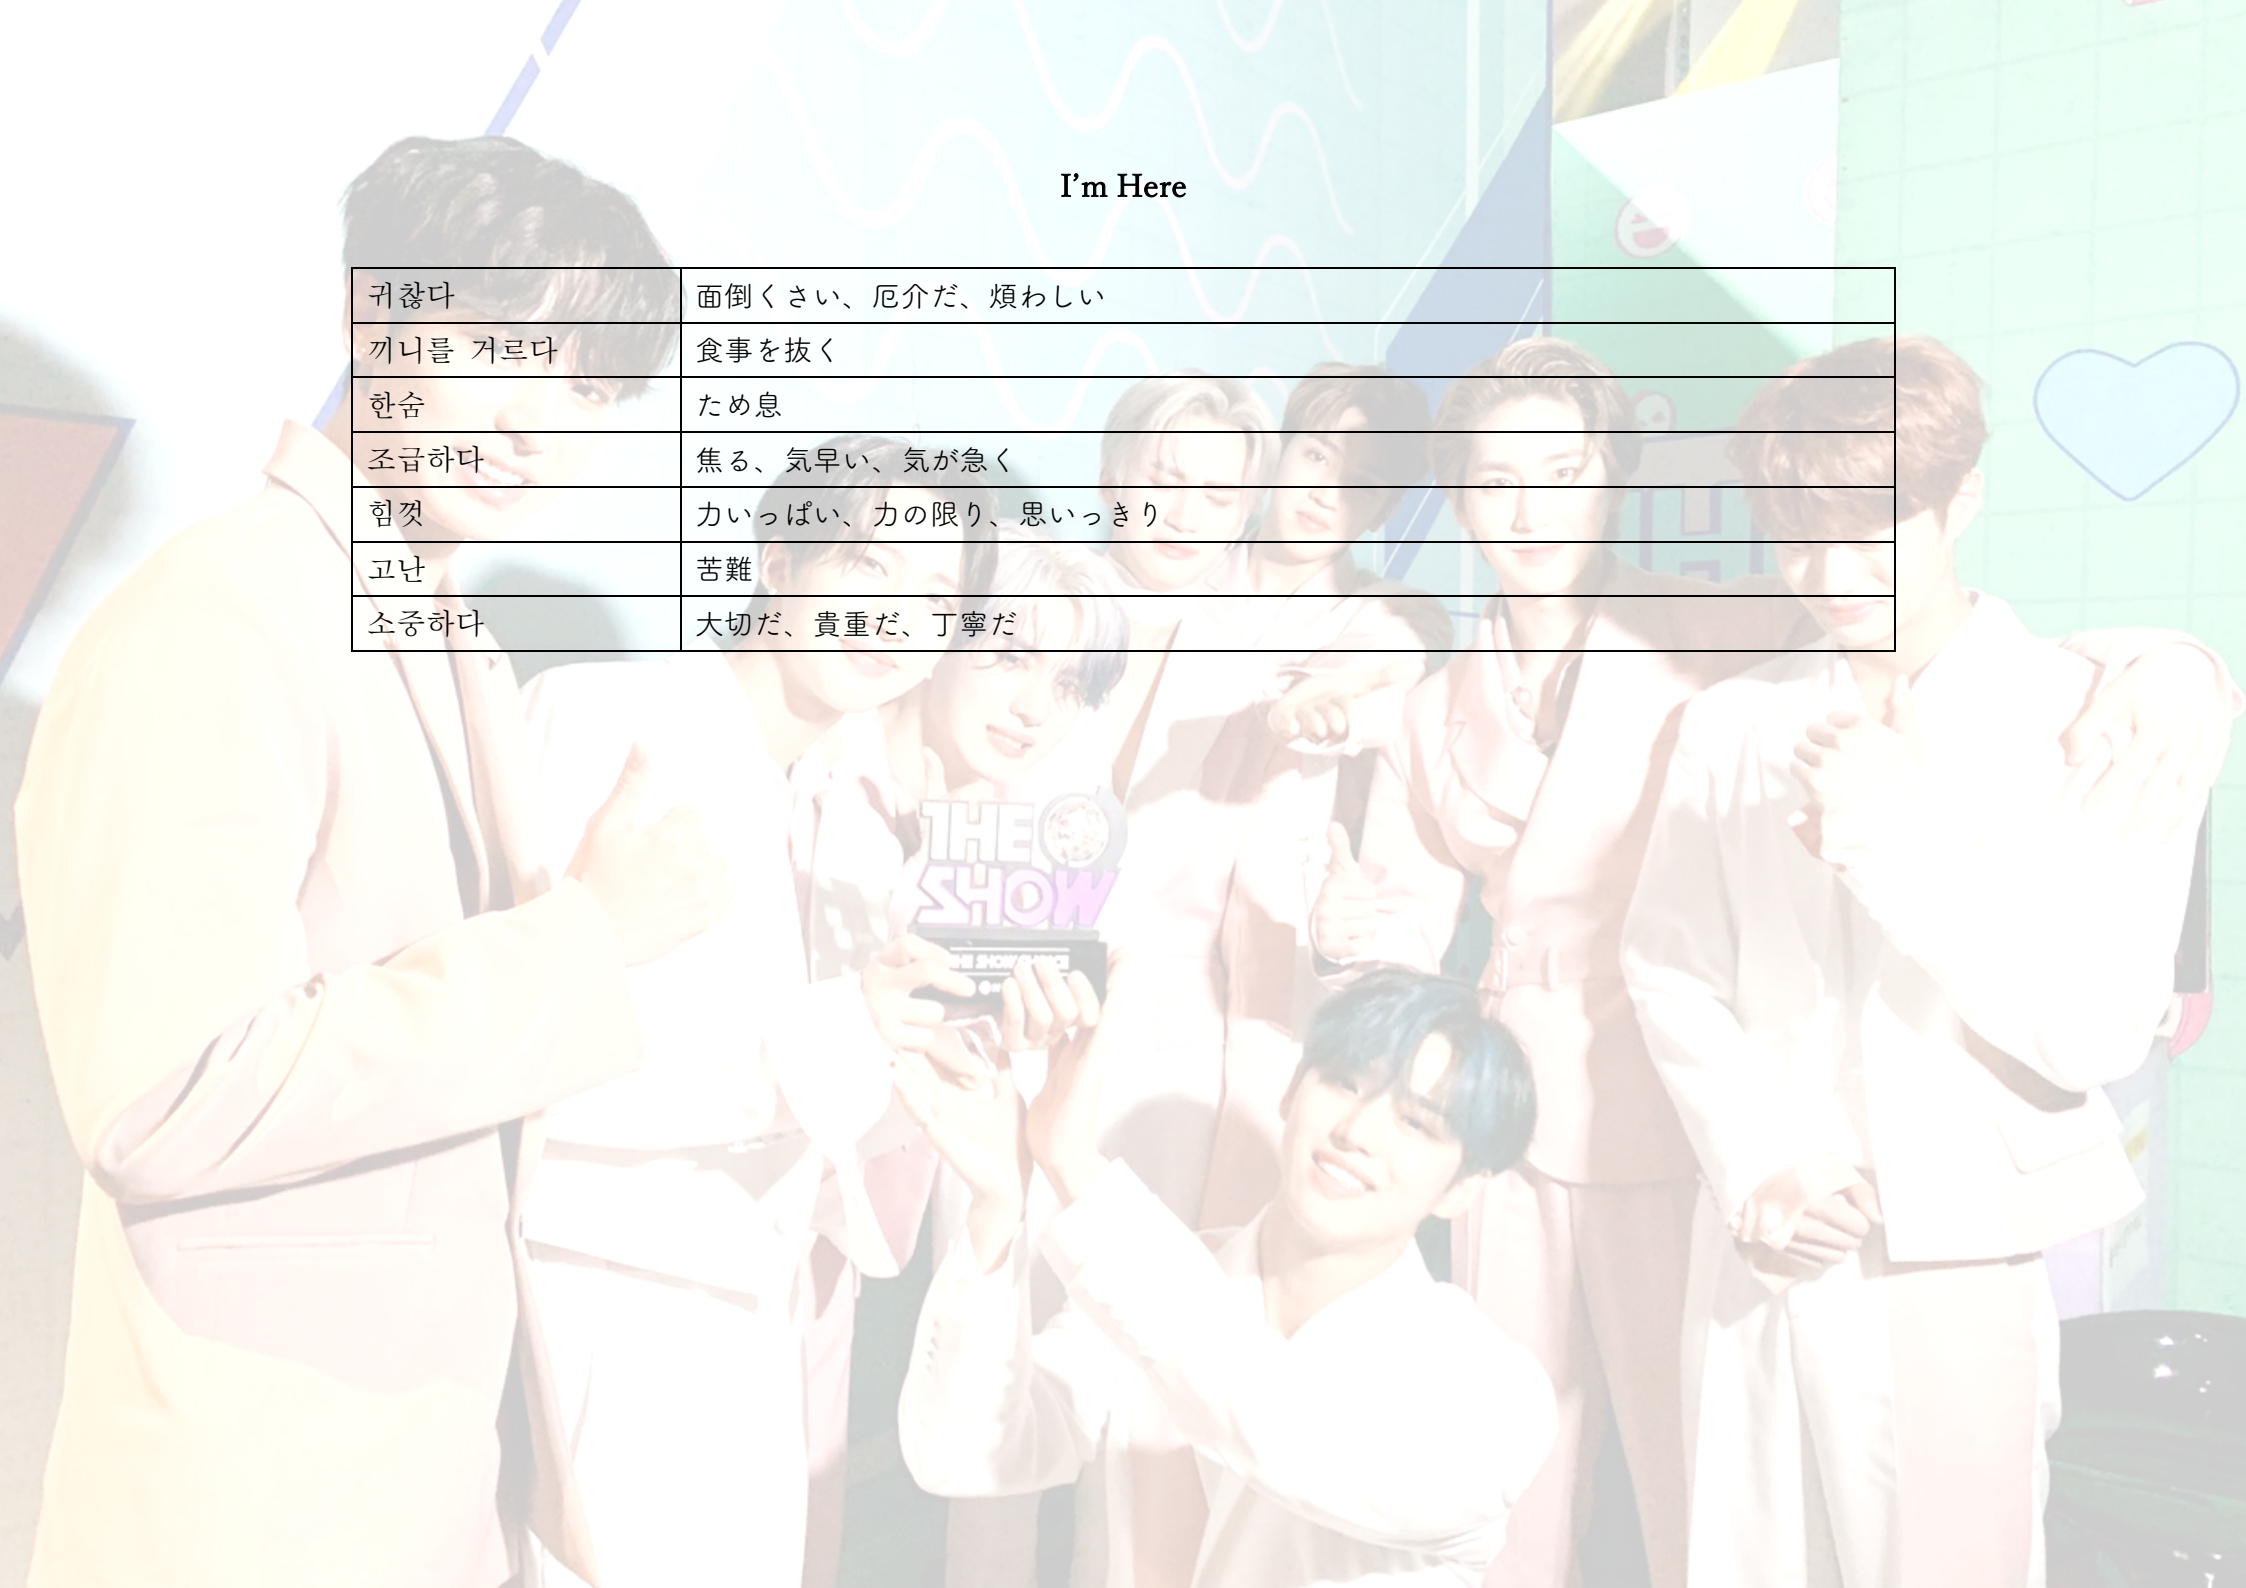 I’m Here
귀찮다 面倒くさい、厄介だ、煩わしい
끼니를 거르다 食事を抜く
한숨 ため息
조급하다 焦る、気早い、気が急く
힘껏 力いっぱい、力の限り、思いっきり
고난 苦難
소중하다 大切だ、貴重だ、丁寧だ
THE
SHOW
THE SHOW CHOICE